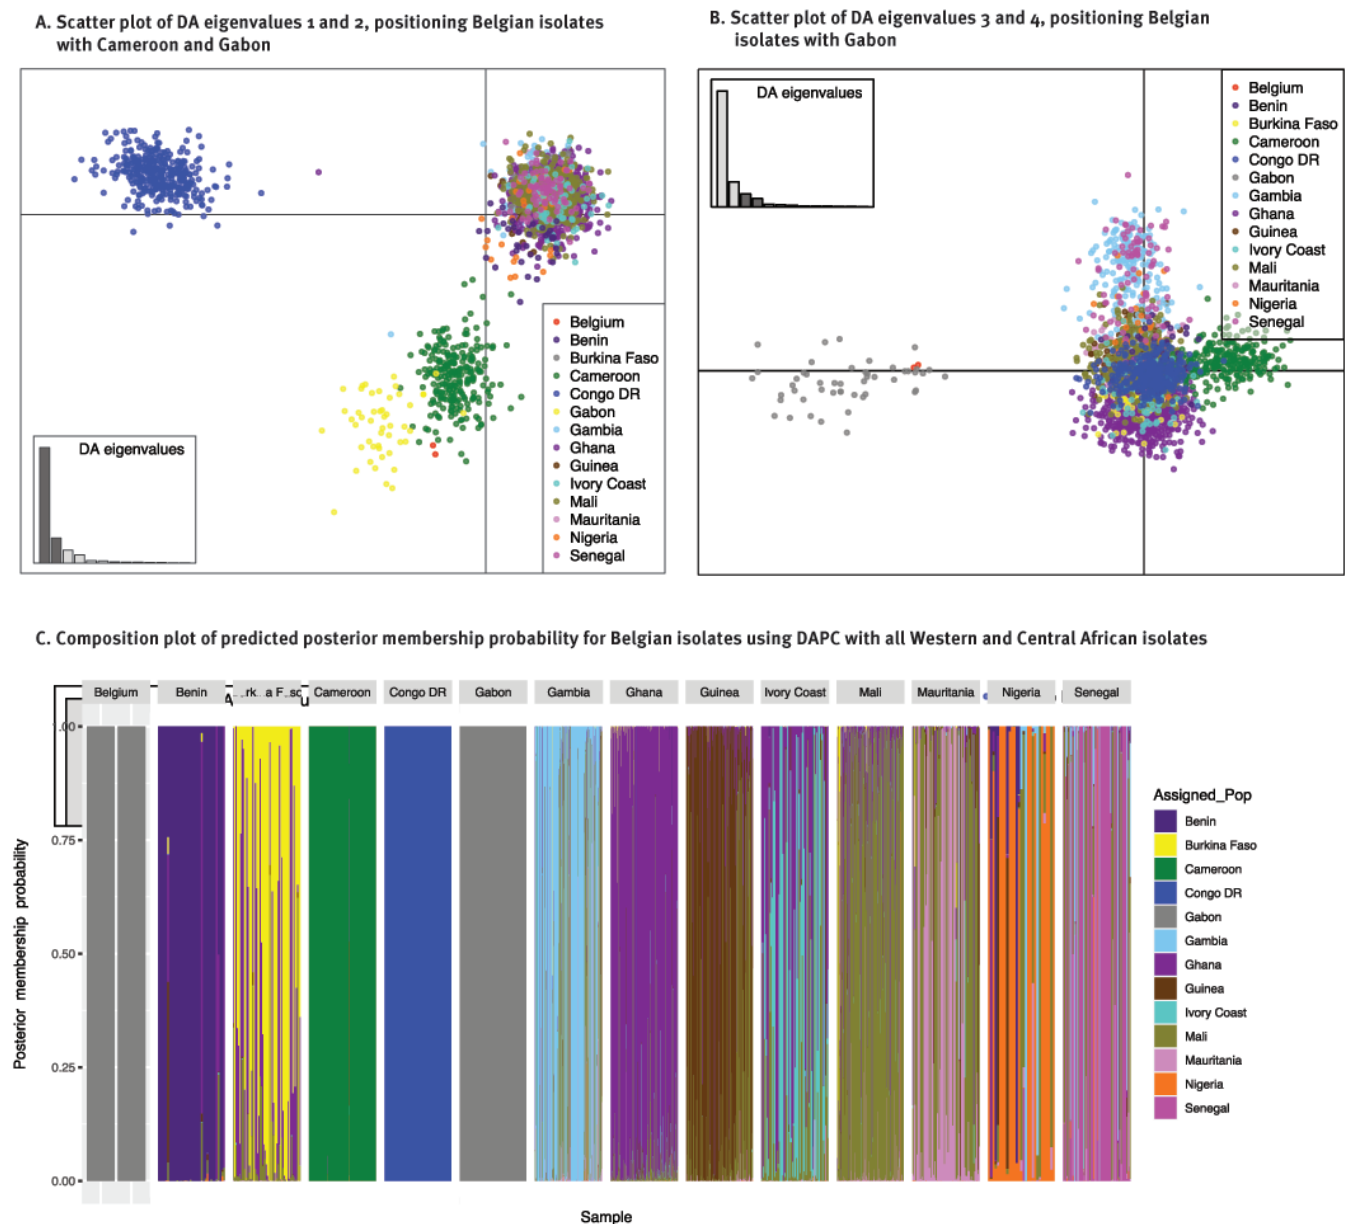 A. Scatter plot of DA eigenvalues 1 and 2, positioning Belgian isolates
with Cameroon and Gabon
B. Scatter plot of DA eigenvalues 3 and 4, positioning Belgian
isolates with Gabon
DA eigenvalues
Belgium
Benin
Burkina Faso
Cameroon
Congo DR
Gabon
Gambia
Ghana
Guinea
Ivory Coast
Mali
Mauritania
Nigeria
Senegal
DA eigenvalues
Belgium
Benin
Burkina Faso
Cameroon
Congo DR
Gabon
Gambia
Ghana
Guinea
Ivory Coast
Mali
Mauritania
Nigeria
Senegal
C. Composition plot of predicted posterior membership probability for Belgian isolates using DAPC with all Western and Central African isolates
Belgium Benin Cameroon Congo DR Gabon Gambia Ghana Guinea Ivory Coast Mali Mauritania Nigeria Senegal
.00
0.75
0.50
0.25
0.00
Posterior membership probability
Sample
Assigned_Pop
Benin
Burkina Faso
Cameroon
Congo DR
Gabon
Gambia
Ghana
Guinea
Ivory Coast
Mali
Mauritania
Nigeria
Senegal